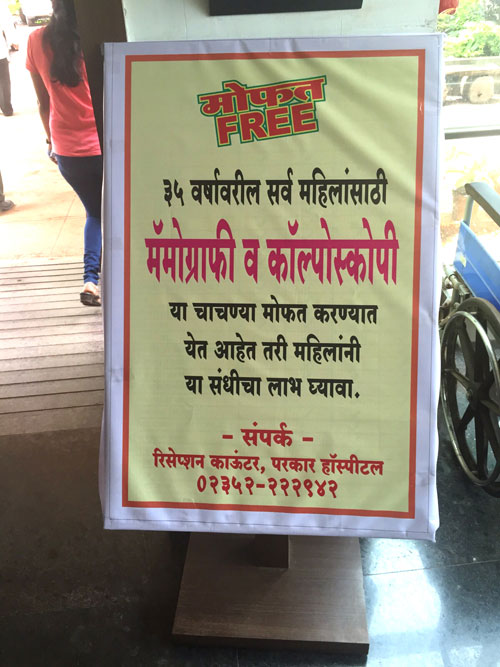 मोफत
FREE
३५ वर्षावरील सर्व महिलांसाठी
मॅमोग्राफी व कॉल्पोस्कोपी
या चाचण्या मोफत करण्यात
येत आहेत तरी महिलांनी
या संधीचा लाभ घ्यावा.
- संपर्क -
रिसेप्शन काऊंटर, परकार हॉस्पीटल
०२३५२-२२२९४२